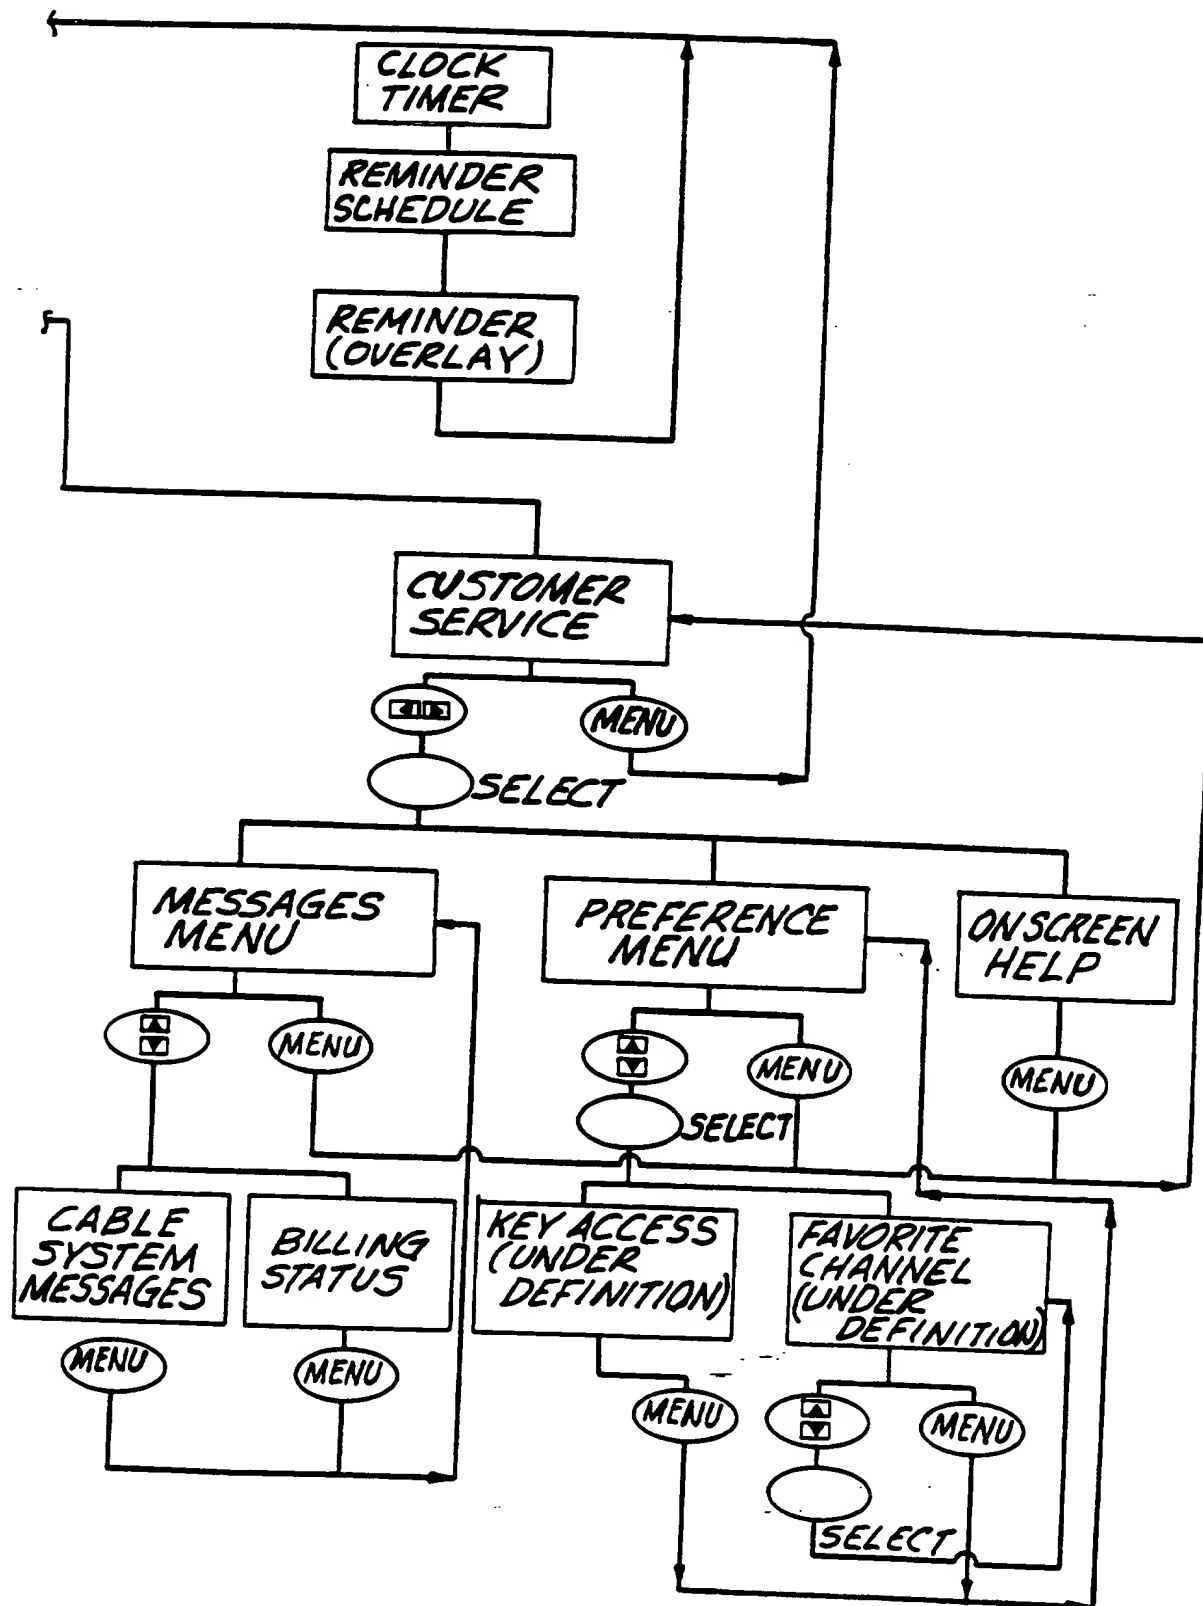 CLOCK
TIMER
REMINDER
SCHEDULE
REMINDER
(OVERLAY)
CUSTOMER
SERVICE
MENU
SELECT
MESSAGES
MENU
PREFERENCE
MENU
ON SCREEN
HELP
MENU
MENU
MENU
SELECT
CABLE
SYSTEM
MESSAGES
BILLING
STATUS
KEY ACCESS
(UNDER
DEFINITION)
FAVORITE
CHANNEL
(UNDER
DEFINITION)
MENU
MENU
MENU
MENU
SELECT